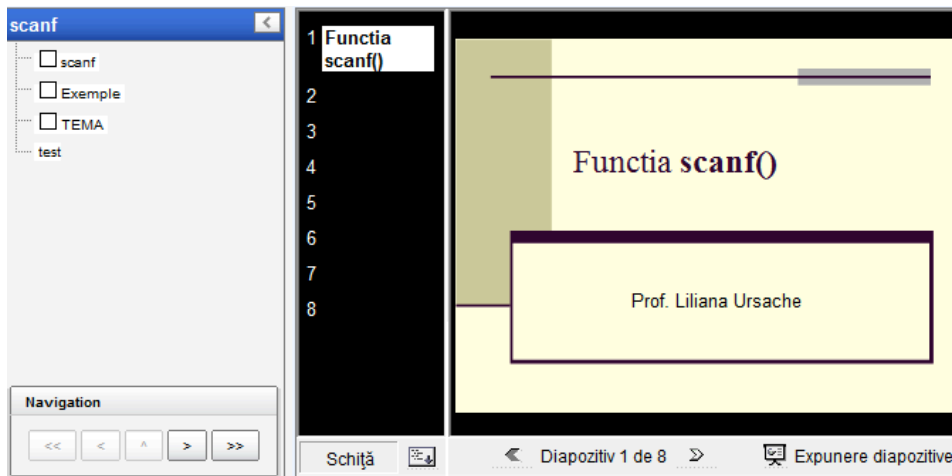 scanf
scanf
Exemple
TEMA
test
Navigation
<< < ^ > >>
1 Functia
scanf()
2
3
4
5
6
7
8
Functia scanf()
Prof. Liliana Ursache
Schiţă
Diapozitiv 1 de 8
Expunere diapozitive